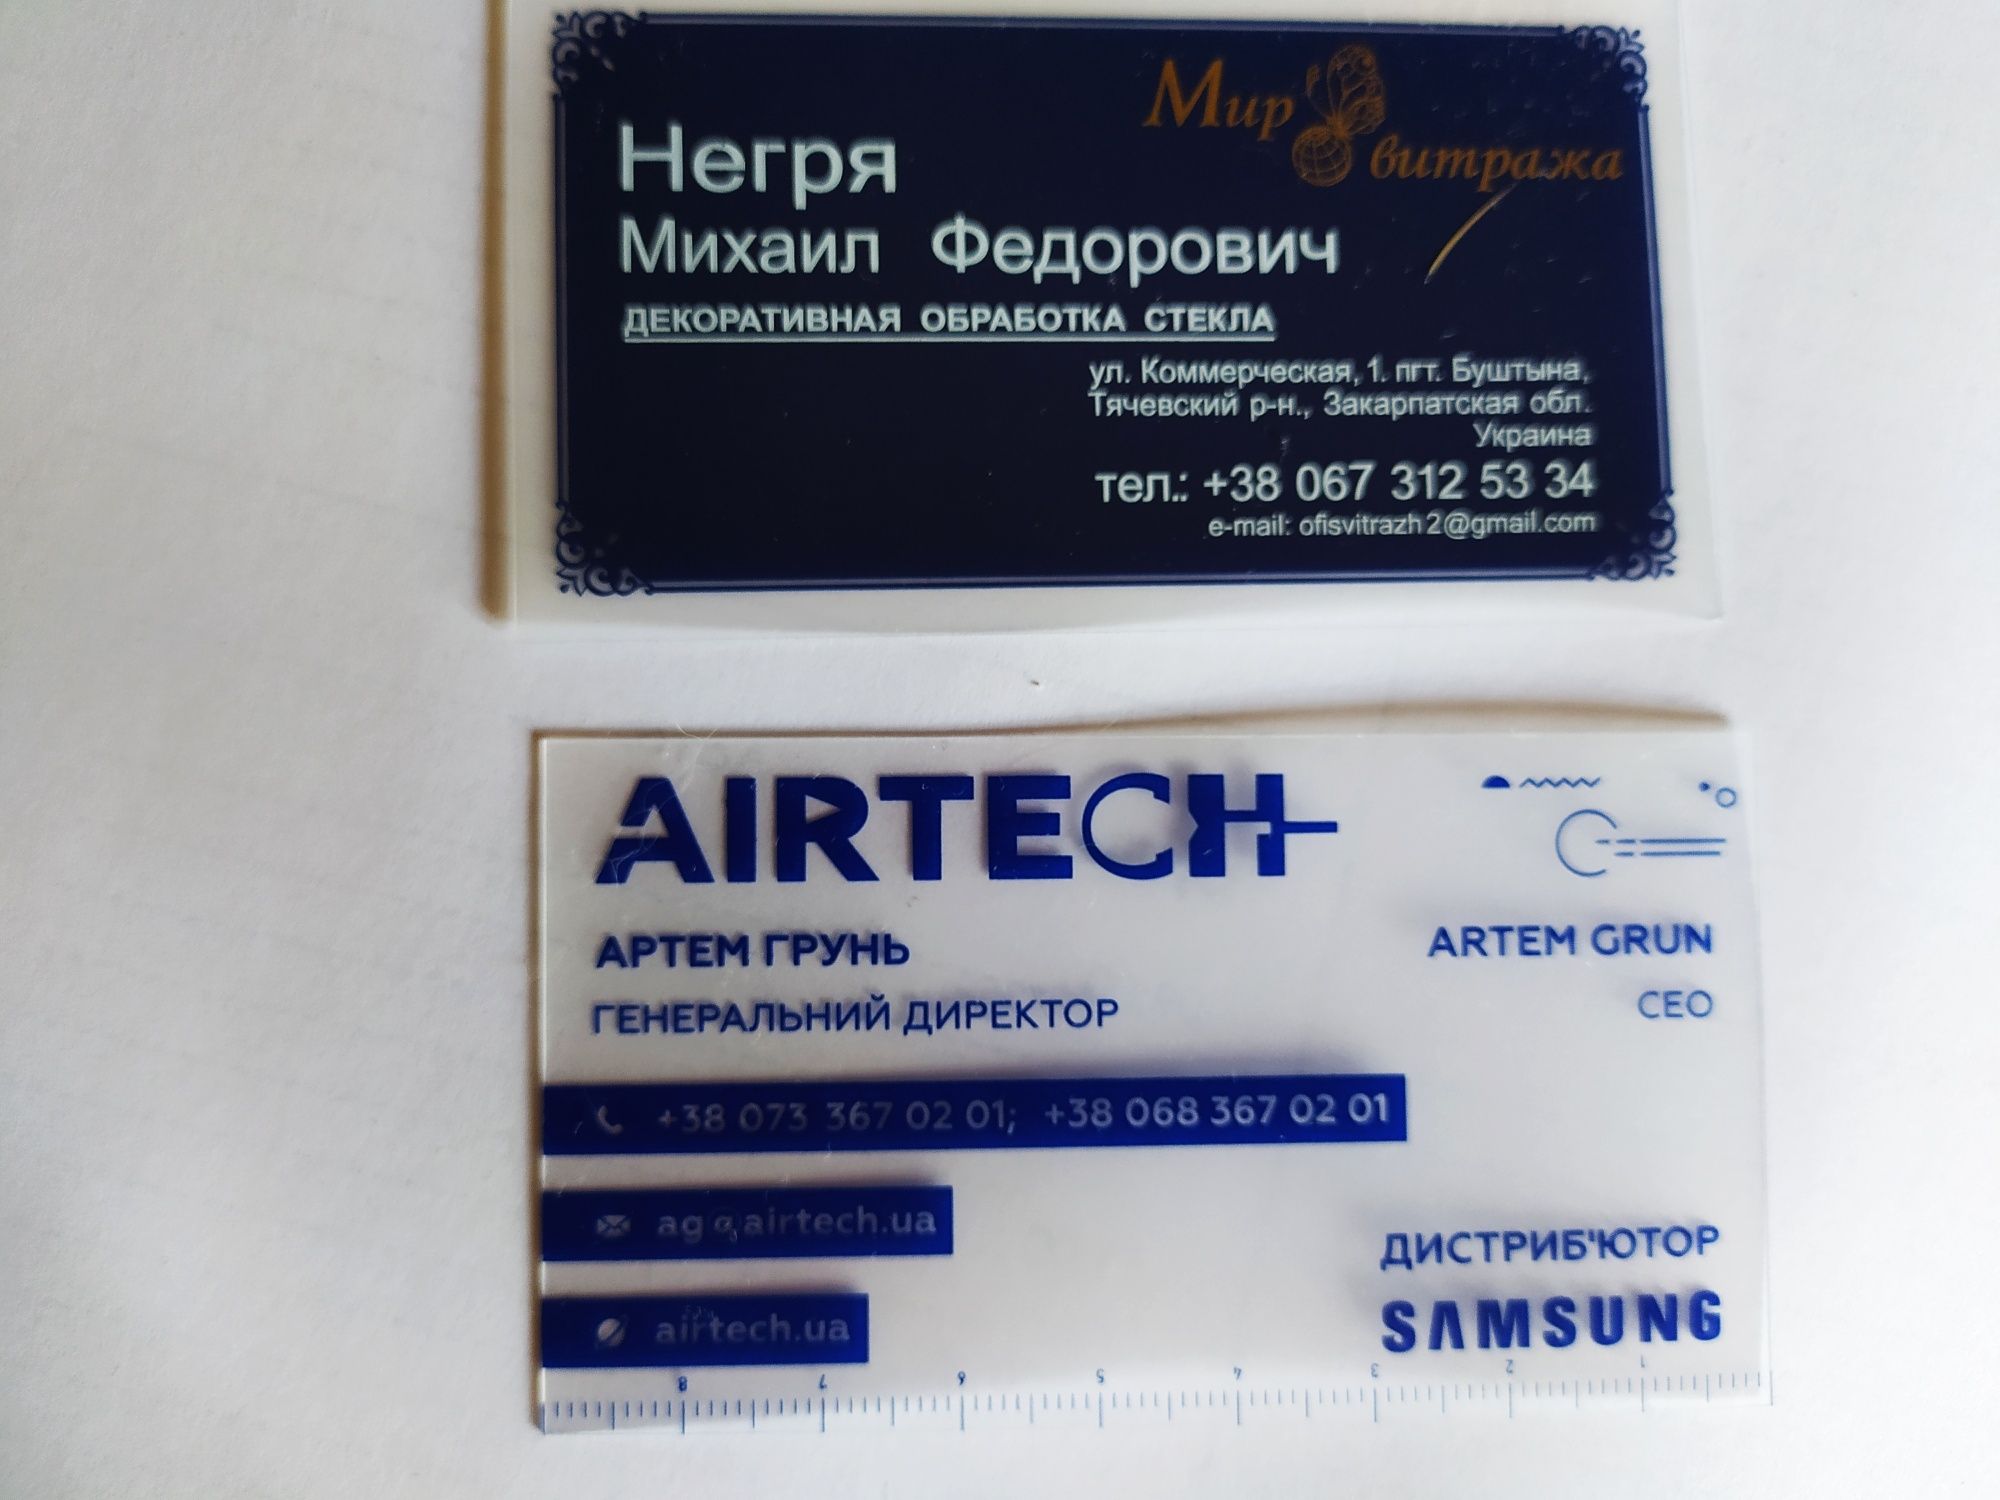 Мир
витража
Негря
Михаил Федорович
ДЕКОРАТИВНАЯ ОБРАБОТКА СТЕКЛА
ул. Коммерческая, 1. пгт. Буштына,
Тячевский р-н., Закарпатская обл.
Украина
тел.: +38 067 312 53 34
e-mail: ofisvitrazh2@gmail.com
AIRTECH
АРТЕМ ГРУНЬ
ARTEM GRUN
ГЕНЕРАЛЬНИЙ ДИРЕКТОР
CEO
+38 073 367 02 01; +38 068 367 02 01
ag@airtech.ua
ДИСТРИБ'ЮТОР
SAMSUNG
airtech.ua
8 7 6 5 4 3 2 1